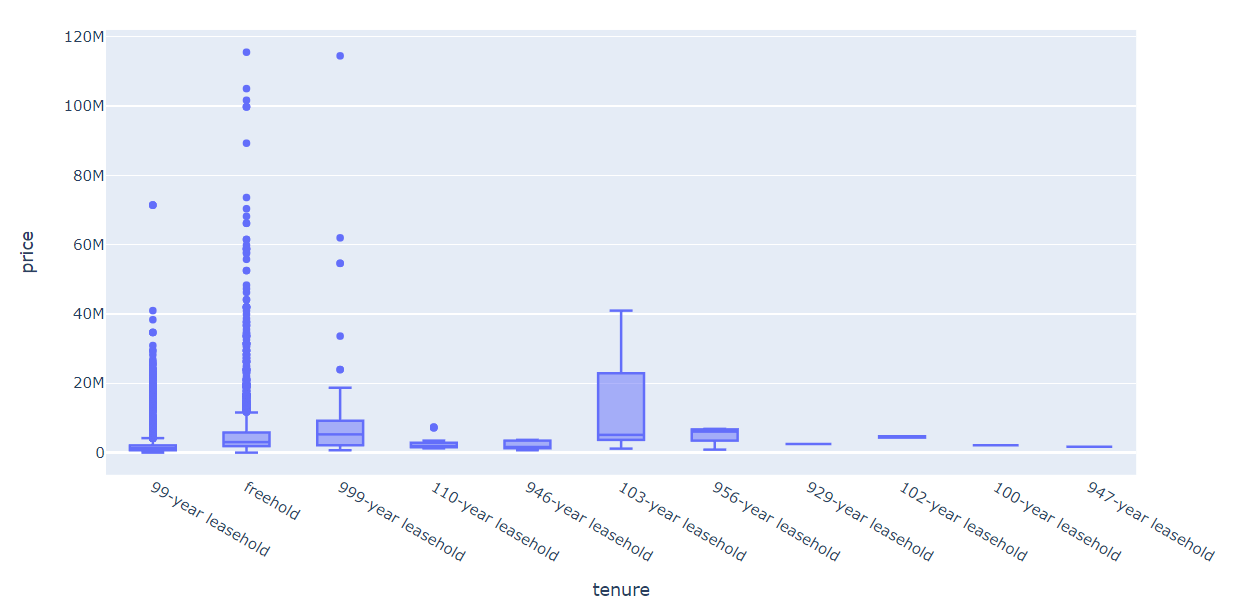 120M
100M
80M
60M
40M
20M
0
price
99-year leasehold
freehold
999-year leasehold
110-year leasehold
946-year leasehold
103-year leasehold
956-year leasehold
929-year leasehold
102-year leasehold
100-year leasehold
947-year leasehold
tenure